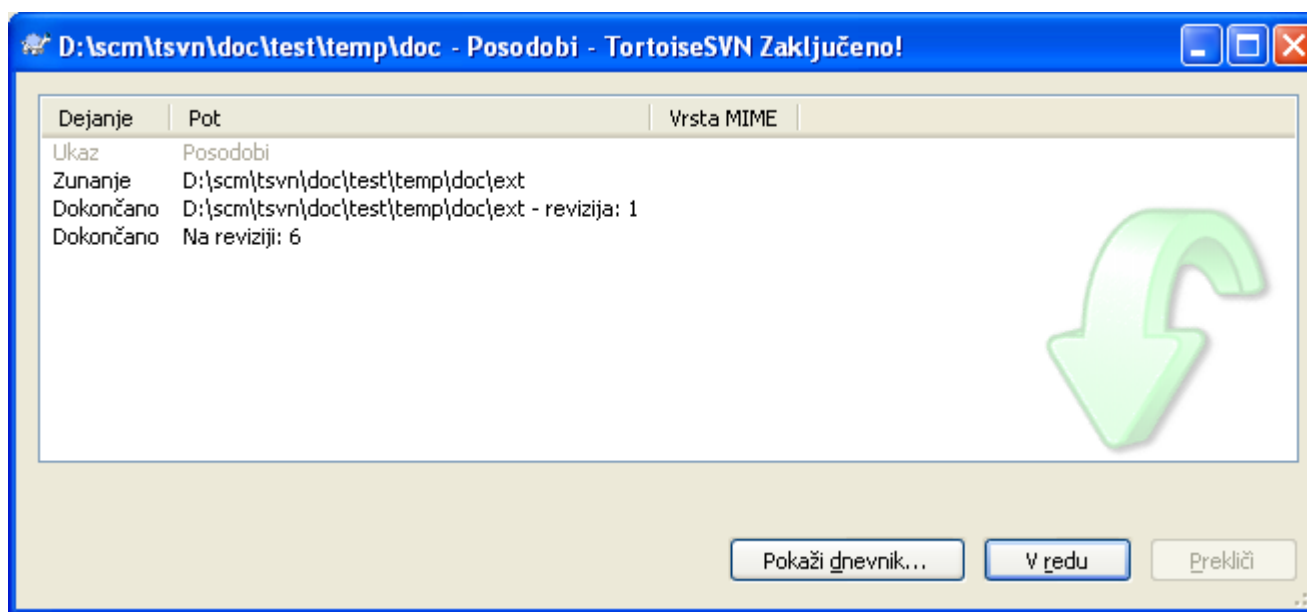 D:\scm\tsvn\doc\test\temp\doc - Posodobi - TortoiseSVN Zaključeno!
Dejanje Pot Vrsta MIME
Ukaz Posodobi
Zunanje D:\scm\tsvn\doc\test\temp\doc\ext
Dokončano D:\scm\tsvn\doc\test\temp\doc\ext - revizija: 1
Dokončano Na reviziji: 6
Pokaži dnevnik... V redu Prekliči